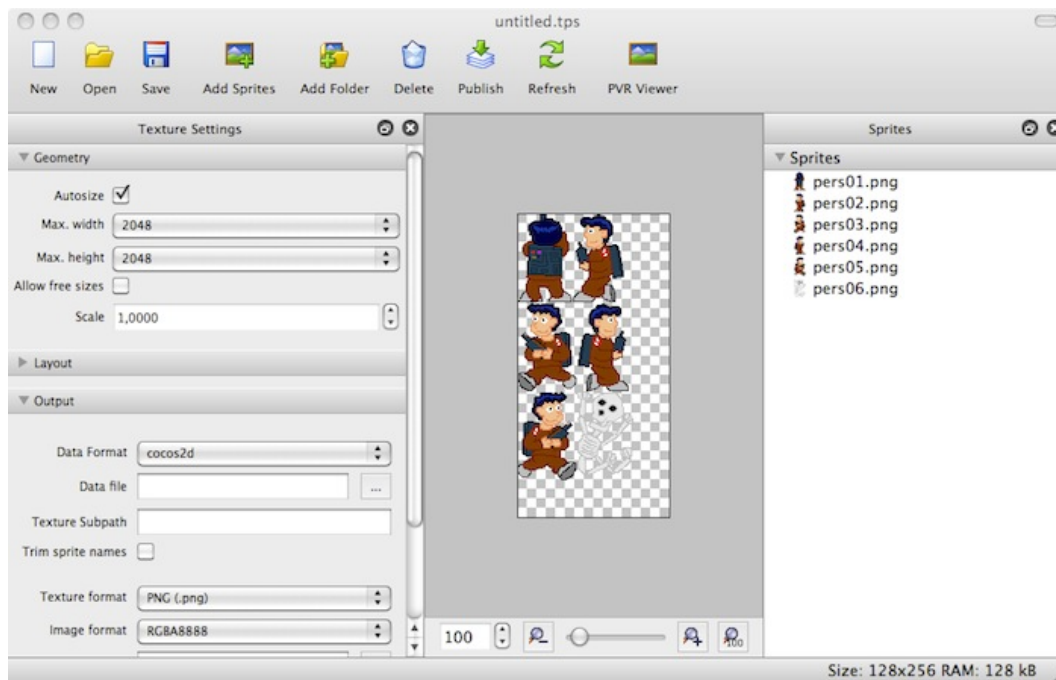 untitled.tps
New Open Save Add Sprites Add Folder Delete Publish Refresh PVR Viewer
Texture Settings
Geometry
Autosize
Max. width 2048
Max. height 2048
Allow free sizes
Scale 1,0000
Layout
Output
Data Format cocos2d
Data file ...
Texture Subpath
Trim sprite names
Texture format PNG (.png)
Image format RGBA8888
100
100
Sprites
Sprites
pers01.png
pers02.png
pers03.png
pers04.png
pers05.png
pers06.png
Size: 128x256 RAM: 128 kB